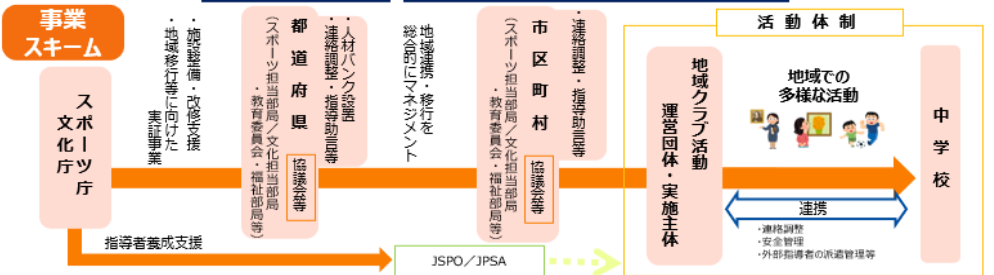 事業
スキーム
スポーツ庁
文化庁
・施設整備・改修支援
・地域移行等に向けた
実証事業
都道府県
(スポーツ担当部局/文化担当部局
・教育委員会・福祉部局等)
協議会等
・人材バンク設置
・連絡調整・指導助言等
地域連携・移行を
総合的にマネジメント
市区町村
(スポーツ担当部局/文化担当部局
・教育委員会・福祉部局等)
協議会等
・連絡調整・指導助言等
活動体制
地域クラブ活動
運営団体・実施主体
地域での
多様な活動
中学校
連携
・連絡調整
・安全管理
・外部指導者の派遣管理等
指導者養成支援
JSPO/JPSA